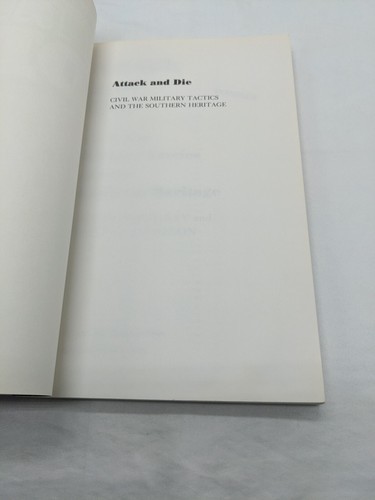 Attack and Die
CIVIL WAR MILITARY TACTICS
AND THE SOUTHERN HERITAGE